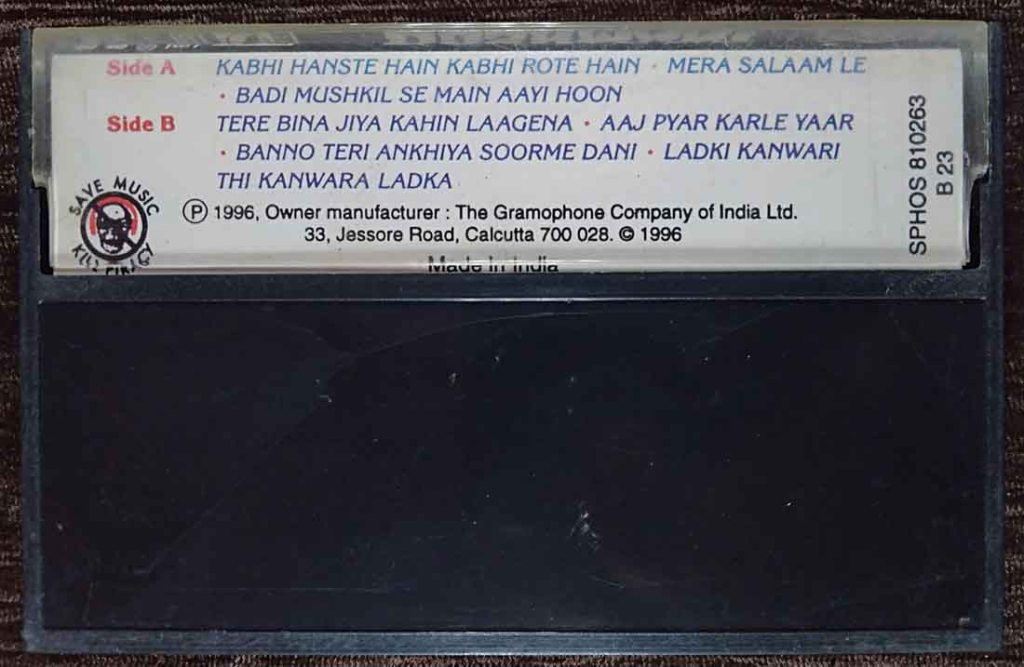 Side A KABHI HANSTE HAIN KABHI ROTE HAIN • MERA SALAAM LE
• BADI MUSHKIL SE MAIN AAYI HOON
Side B TERE BINA JIYA KAHIN LAAGENA • AAJ PYAR KARLE YAAR
• BANNO TERI ANKHIYA SOORME DANI • LADKI KANWARI
THI KANWARA LADKA
SAVE MUSIC
KILL PIRACY
Ⓟ 1996, Owner manufacturer : The Gramophone Company of India Ltd.
33, Jessore Road, Calcutta 700 028. © 1996
Made in India
SPHOS 810263
B 23